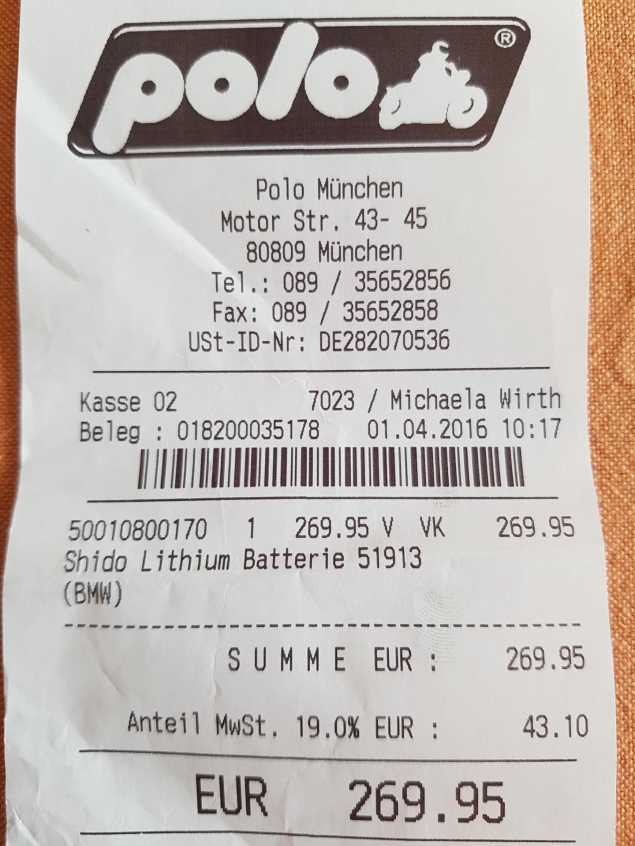 polo ®
Polo München
Motor Str. 43- 45
80809 München
Tel.: 089 / 35652856
Fax: 089 / 35652858
USt-ID-Nr: DE282070536
Kasse 02 7023 / Michaela Wirth
Beleg : 018200035178 01.04.2016 10:17
50010800170 1 269.95 V VK 269.95
Shido Lithium Batterie 51913
(BMW)
S U M M E EUR : 269.95
Anteil MwSt. 19.0% EUR : 43.10
EUR 269.95